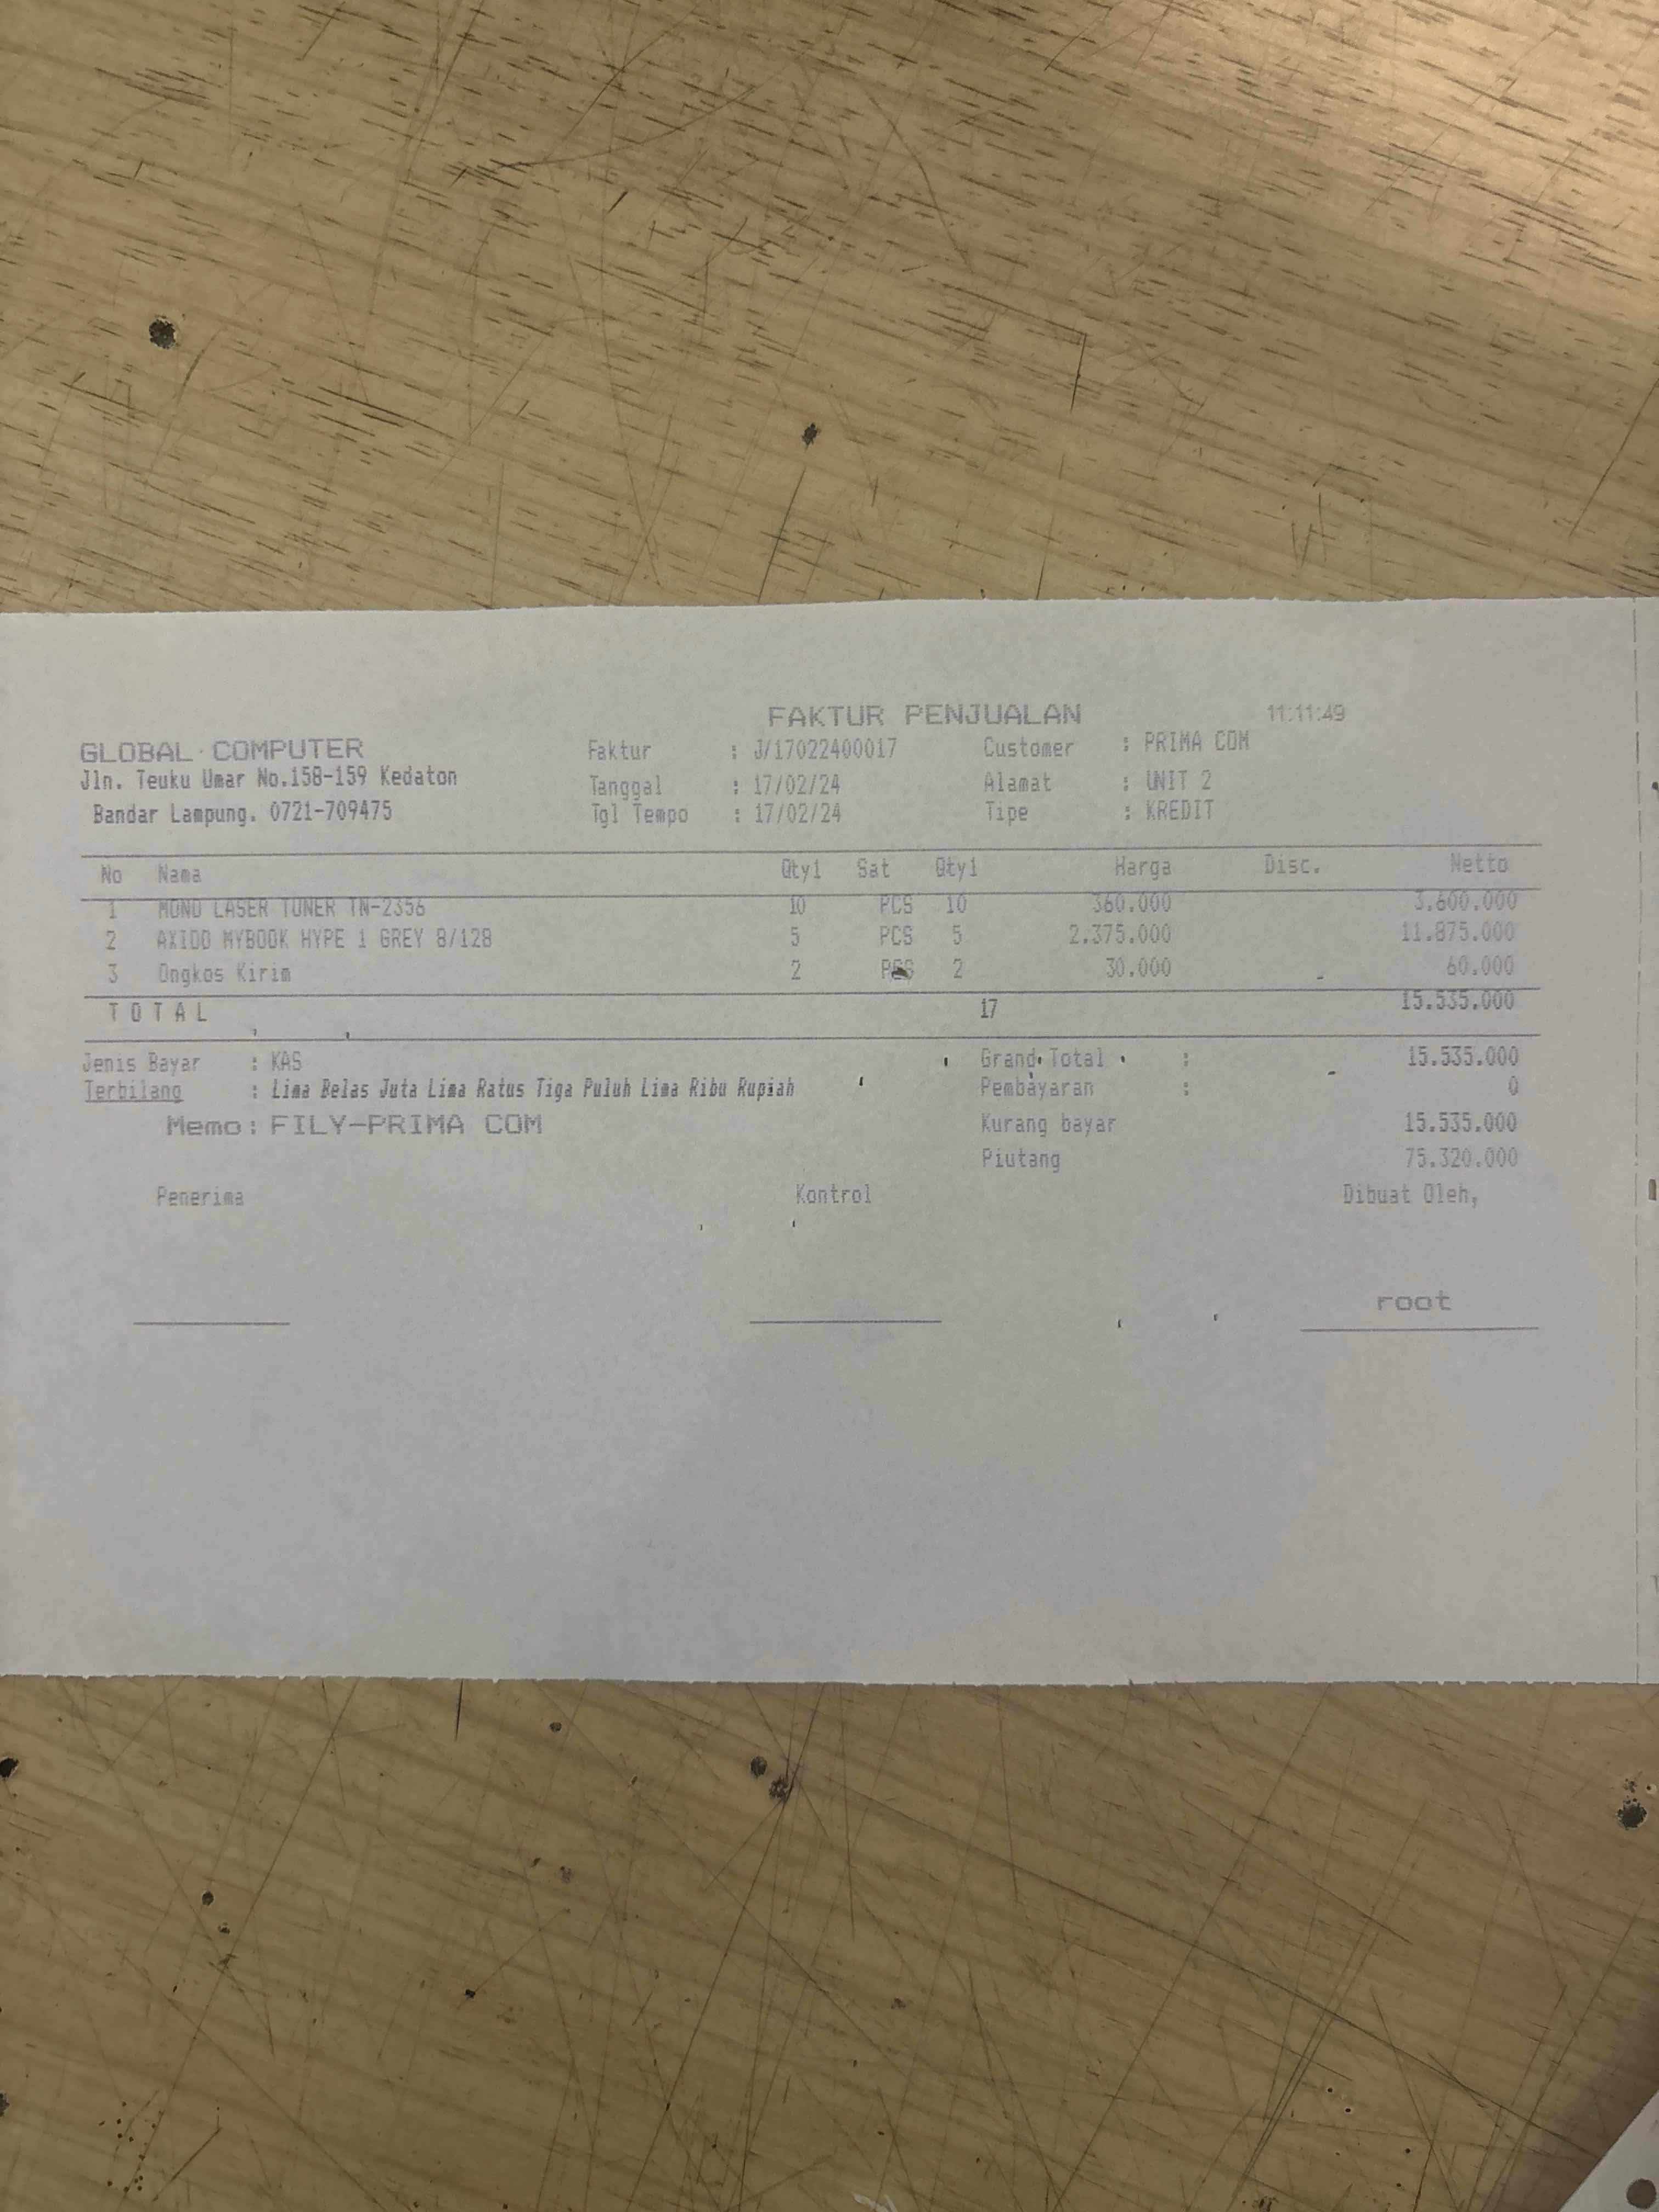 FAKTUR PENJUALAN 11:11:49
GLOBAL COMPUTER Faktur : J/17022400017 Customer : PRIMA COM
Jln. Teuku Umar No.158-159 Kedaton Tanggal : 17/02/24 Alamat : UNIT 2
Bandar Lampung. 0721-709475 Tgl Tempo : 17/02/24 Tipe : KREDIT
No Nama Qty1 Sat Qty1 Harga Disc. Netto
1 MONO LASER TONER TN-2356 10 PCS 10 360.000 3.600.000
2 AXIOO MYBOOK HYPE 1 GREY 8/128 5 PCS 5 2.375.000 11.875.000
3 Ongkos Kirim 2 PCS 2 30.000 60.000
T O T A L 17 15.535.000
Jenis Bayar : KAS Grand Total : 15.535.000
Terbilang : Lima Belas Juta Lima Ratus Tiga Puluh Lima Ribu Rupiah Pembayaran : 0
Memo : FILY-PRIMA COM Kurang bayar 15.535.000
Piutang 75.320.000
Penerima Kontrol Dibuat Oleh,
root